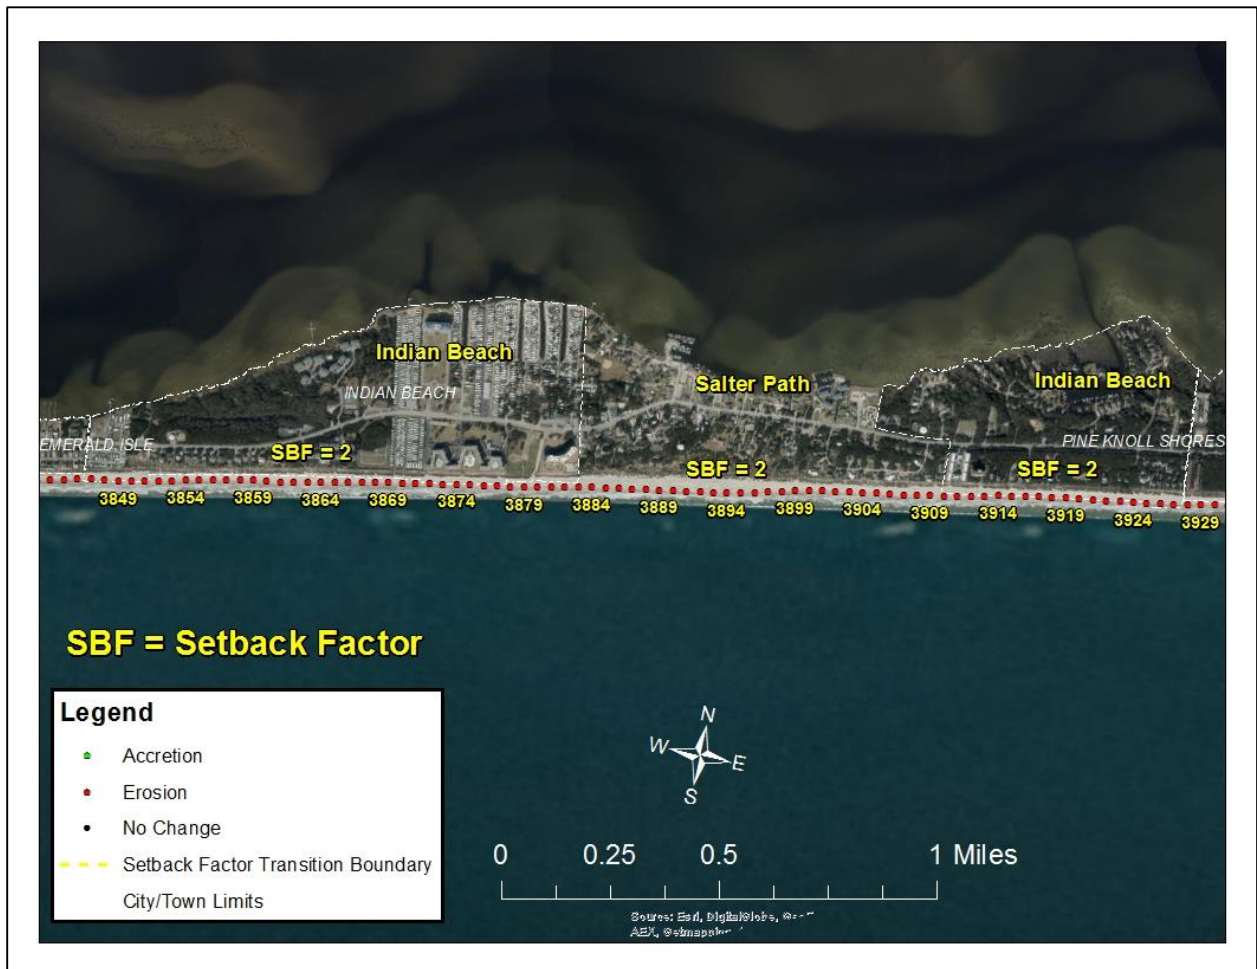 Indian Beach
INDIAN BEACH
Salter Path
Indian Beach
EMERALD ISLE
PINE KNOLL SHORES
SBF = 2
SBF = 2
SBF = 2
3849 3854 3859 3864 3869 3874 3879 3884 3889 3894 3899 3904 3909 3914 3919 3924 3929
SBF = Setback Factor
Legend
Accretion
Erosion
No Change
Setback Factor Transition Boundary
City/Town Limits
N
W
E
S
0 0.25 0.5 1 Miles
Source: Esri, DigitalGlobe,
AEX, Getmapping,